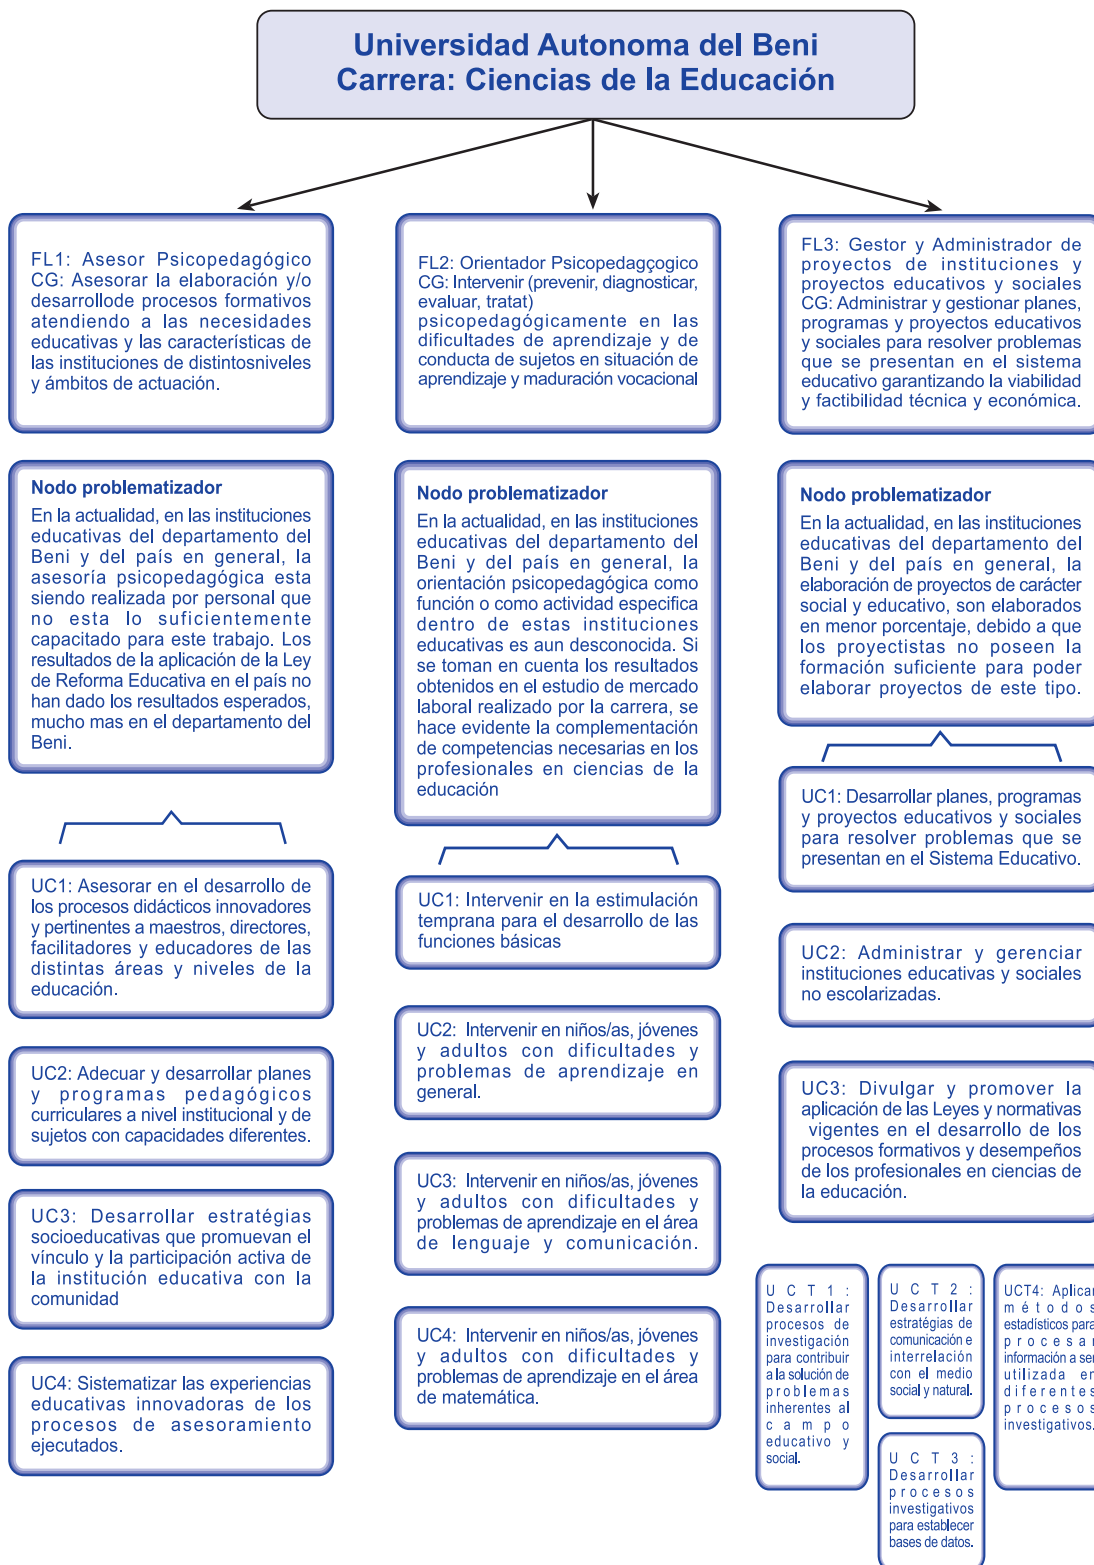 Universidad Autonoma del Beni
Carrera: Ciencias de la Educación
FL1: Asesor Psicopedagógico
CG: Asesorar la elaboración y/o
desarrollode procesos formativos
atendiendo a las necesidades
educativas y las características de
las instituciones de distintosniveles
y ámbitos de actuación.
Nodo problematizador
En la actualidad, en las instituciones
educativas del departamento del
Beni y del país en general, la
asesoría psicopedagógica esta
siendo realizada por personal que
no esta lo suficientemente
capacitado para este trabajo. Los
resultados de la aplicación de la Ley
de Reforma Educativa en el país no
han dado los resultados esperados,
mucho mas en el departamento del
Beni.
UC1: Asesorar en el desarrollo de
los procesos didácticos innovadores
y pertinentes a maestros, directores,
facilitadores y educadores de las
distintas áreas y niveles de la
educación.
UC2: Adecuar y desarrollar planes
y programas pedagógicos
curriculares a nivel institucional y de
sujetos con capacidades diferentes.
UC3: Desarrollar estratégias
socioeducativas que promuevan el
vínculo y la participación activa de
la institución educativa con la
comunidad
UC4: Sistematizar las experiencias
educativas innovadoras de los
procesos de asesoramiento
ejecutados.
FL2: Orientador Psicopedagçogico
CG: Intervenir (prevenir, diagnosticar,
evaluar, tratat)
psicopedagógicamente en las
dificultades de aprendizaje y de
conducta de sujetos en situación de
aprendizaje y maduración vocacional
Nodo problematizador
En la actualidad, en las instituciones
educativas del departamento del
Beni y del país en general, la
orientación psicopedagógica como
función o como actividad especifica
dentro de estas instituciones
educativas es aun desconocida. Si
se toman en cuenta los resultados
obtenidos en el estudio de mercado
laboral realizado por la carrera, se
hace evidente la complementación
de competencias necesarias en los
profesionales en ciencias de la
educación
UC1: Intervenir en la estimulación
temprana para el desarrollo de las
funciones básicas
UC2: Intervenir en niños/as, jóvenes
y adultos con dificultades y
problemas de aprendizaje en
general.
UC3: Intervenir en niños/as, jóvenes
y adultos con dificultades y
problemas de aprendizaje en el área
de lenguaje y comunicación.
UC4: Intervenir en niños/as, jóvenes
y adultos con dificultades y
problemas de aprendizaje en el área
de matemática.
FL3: Gestor y Administrador de
proyectos de instituciones y
proyectos educativos y sociales
CG: Administrar y gestionar planes,
programas y proyectos educativos
y sociales para resolver problemas
que se presentan en el sistema
educativo garantizando la viabilidad
y factibilidad técnica y económica.
Nodo problematizador
En la actualidad, en las instituciones
educativas del departamento del
Beni y del país en general, la
elaboración de proyectos de carácter
social y educativo, son elaborados
en menor porcentaje, debido a que
los proyectistas no poseen la
formación suficiente para poder
elaborar proyectos de este tipo.
UC1: Desarrollar planes, programas
y proyectos educativos y sociales
para resolver problemas que se
presentan en el Sistema Educativo.
UC2: Administrar y gerenciar
instituciones educativas y sociales
no escolarizadas.
UC3: Divulgar y promover la
aplicación de las Leyes y normativas
vigentes en el desarrollo de los
procesos formativos y desempeños
de los profesionales en ciencias de
la educación.
UCT1:
Desarrollar
procesos de
investigación
para contribuir
a la solución de
problemas
inherentes al
campo
educativo y
social.
UCT2:
Desarrollar
estratégias de
comunicación e
interrelación
con el medio
social y natural.
UCT3:
Desarrollar
procesos
investigativos
para establecer
bases de datos.
UCT4: Aplicar
métodos
estadísticos para
procesar
información a ser
utilizada en
diferentes
procesos
investigativos.